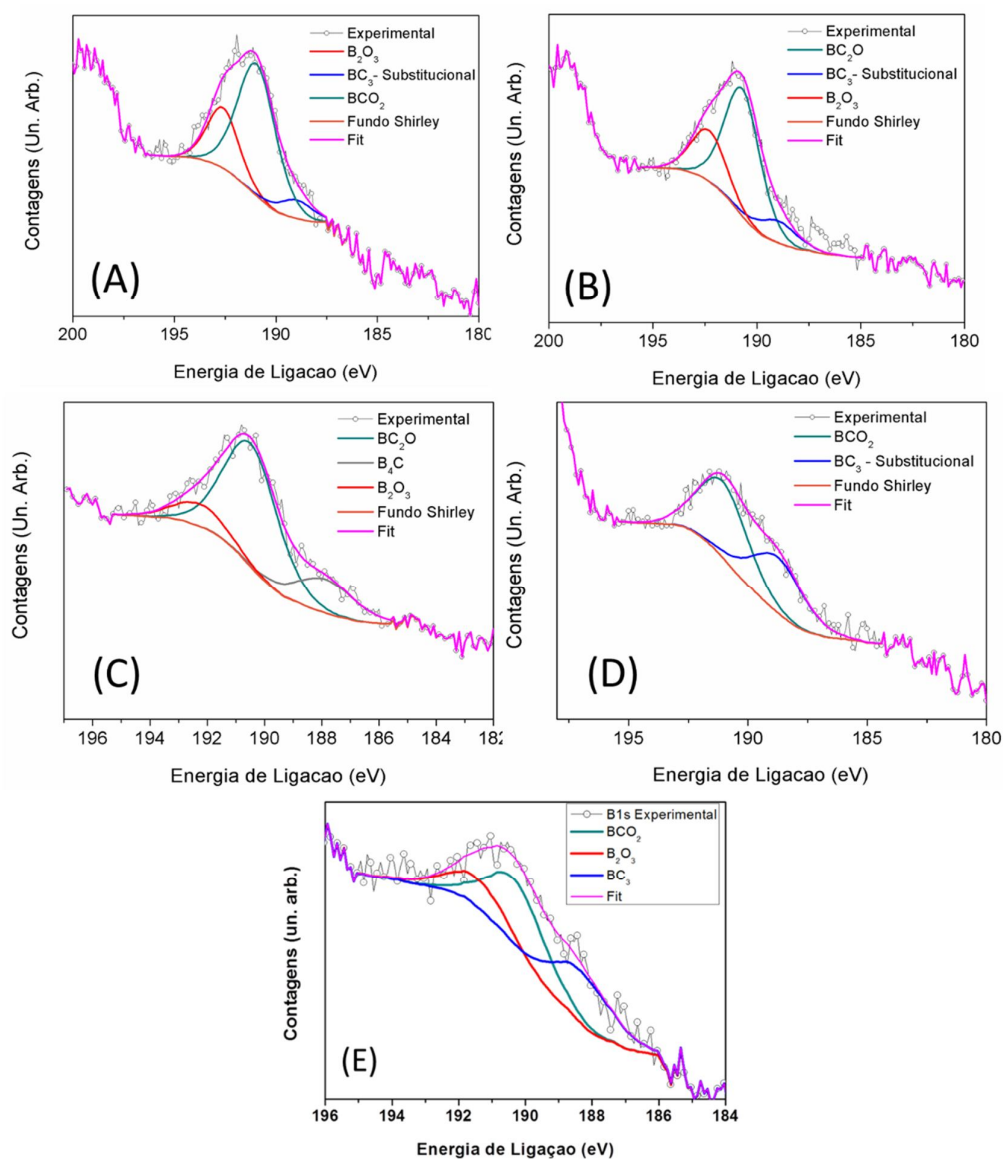 Experimental
B₂O₃
BC₃- Substitucional
BCO₂
Fundo Shirley
Fit
Contagens (Un. Arb.)
(A)
200 195 190 185 180
Energia de Ligacao (eV)
Experimental
BC₂O
BC₃- Substitucional
B₂O₃
Fundo Shirley
Fit
Contagens (Un. Arb.)
(B)
200 195 190 185 180
Energia de Ligacao (eV)
Experimental
BC₂O
B₄C
B₂O₃
Fundo Shirley
Fit
Contagens (Un. Arb.)
(C)
196 194 192 190 188 186 184 182
Energia de Ligacao (eV)
Experimental
BCO₂
BC₃ - Substitucional
Fundo Shirley
Fit
Contagens (Un. Arb.)
(D)
195 190 185 180
Energia de Ligacao (eV)
B1s Experimental
BCO₂
B₂O₃
BC₃
Fit
Contagens (un. arb)
(E)
196 194 192 190 188 186 184
Energia de Ligaçao (eV)